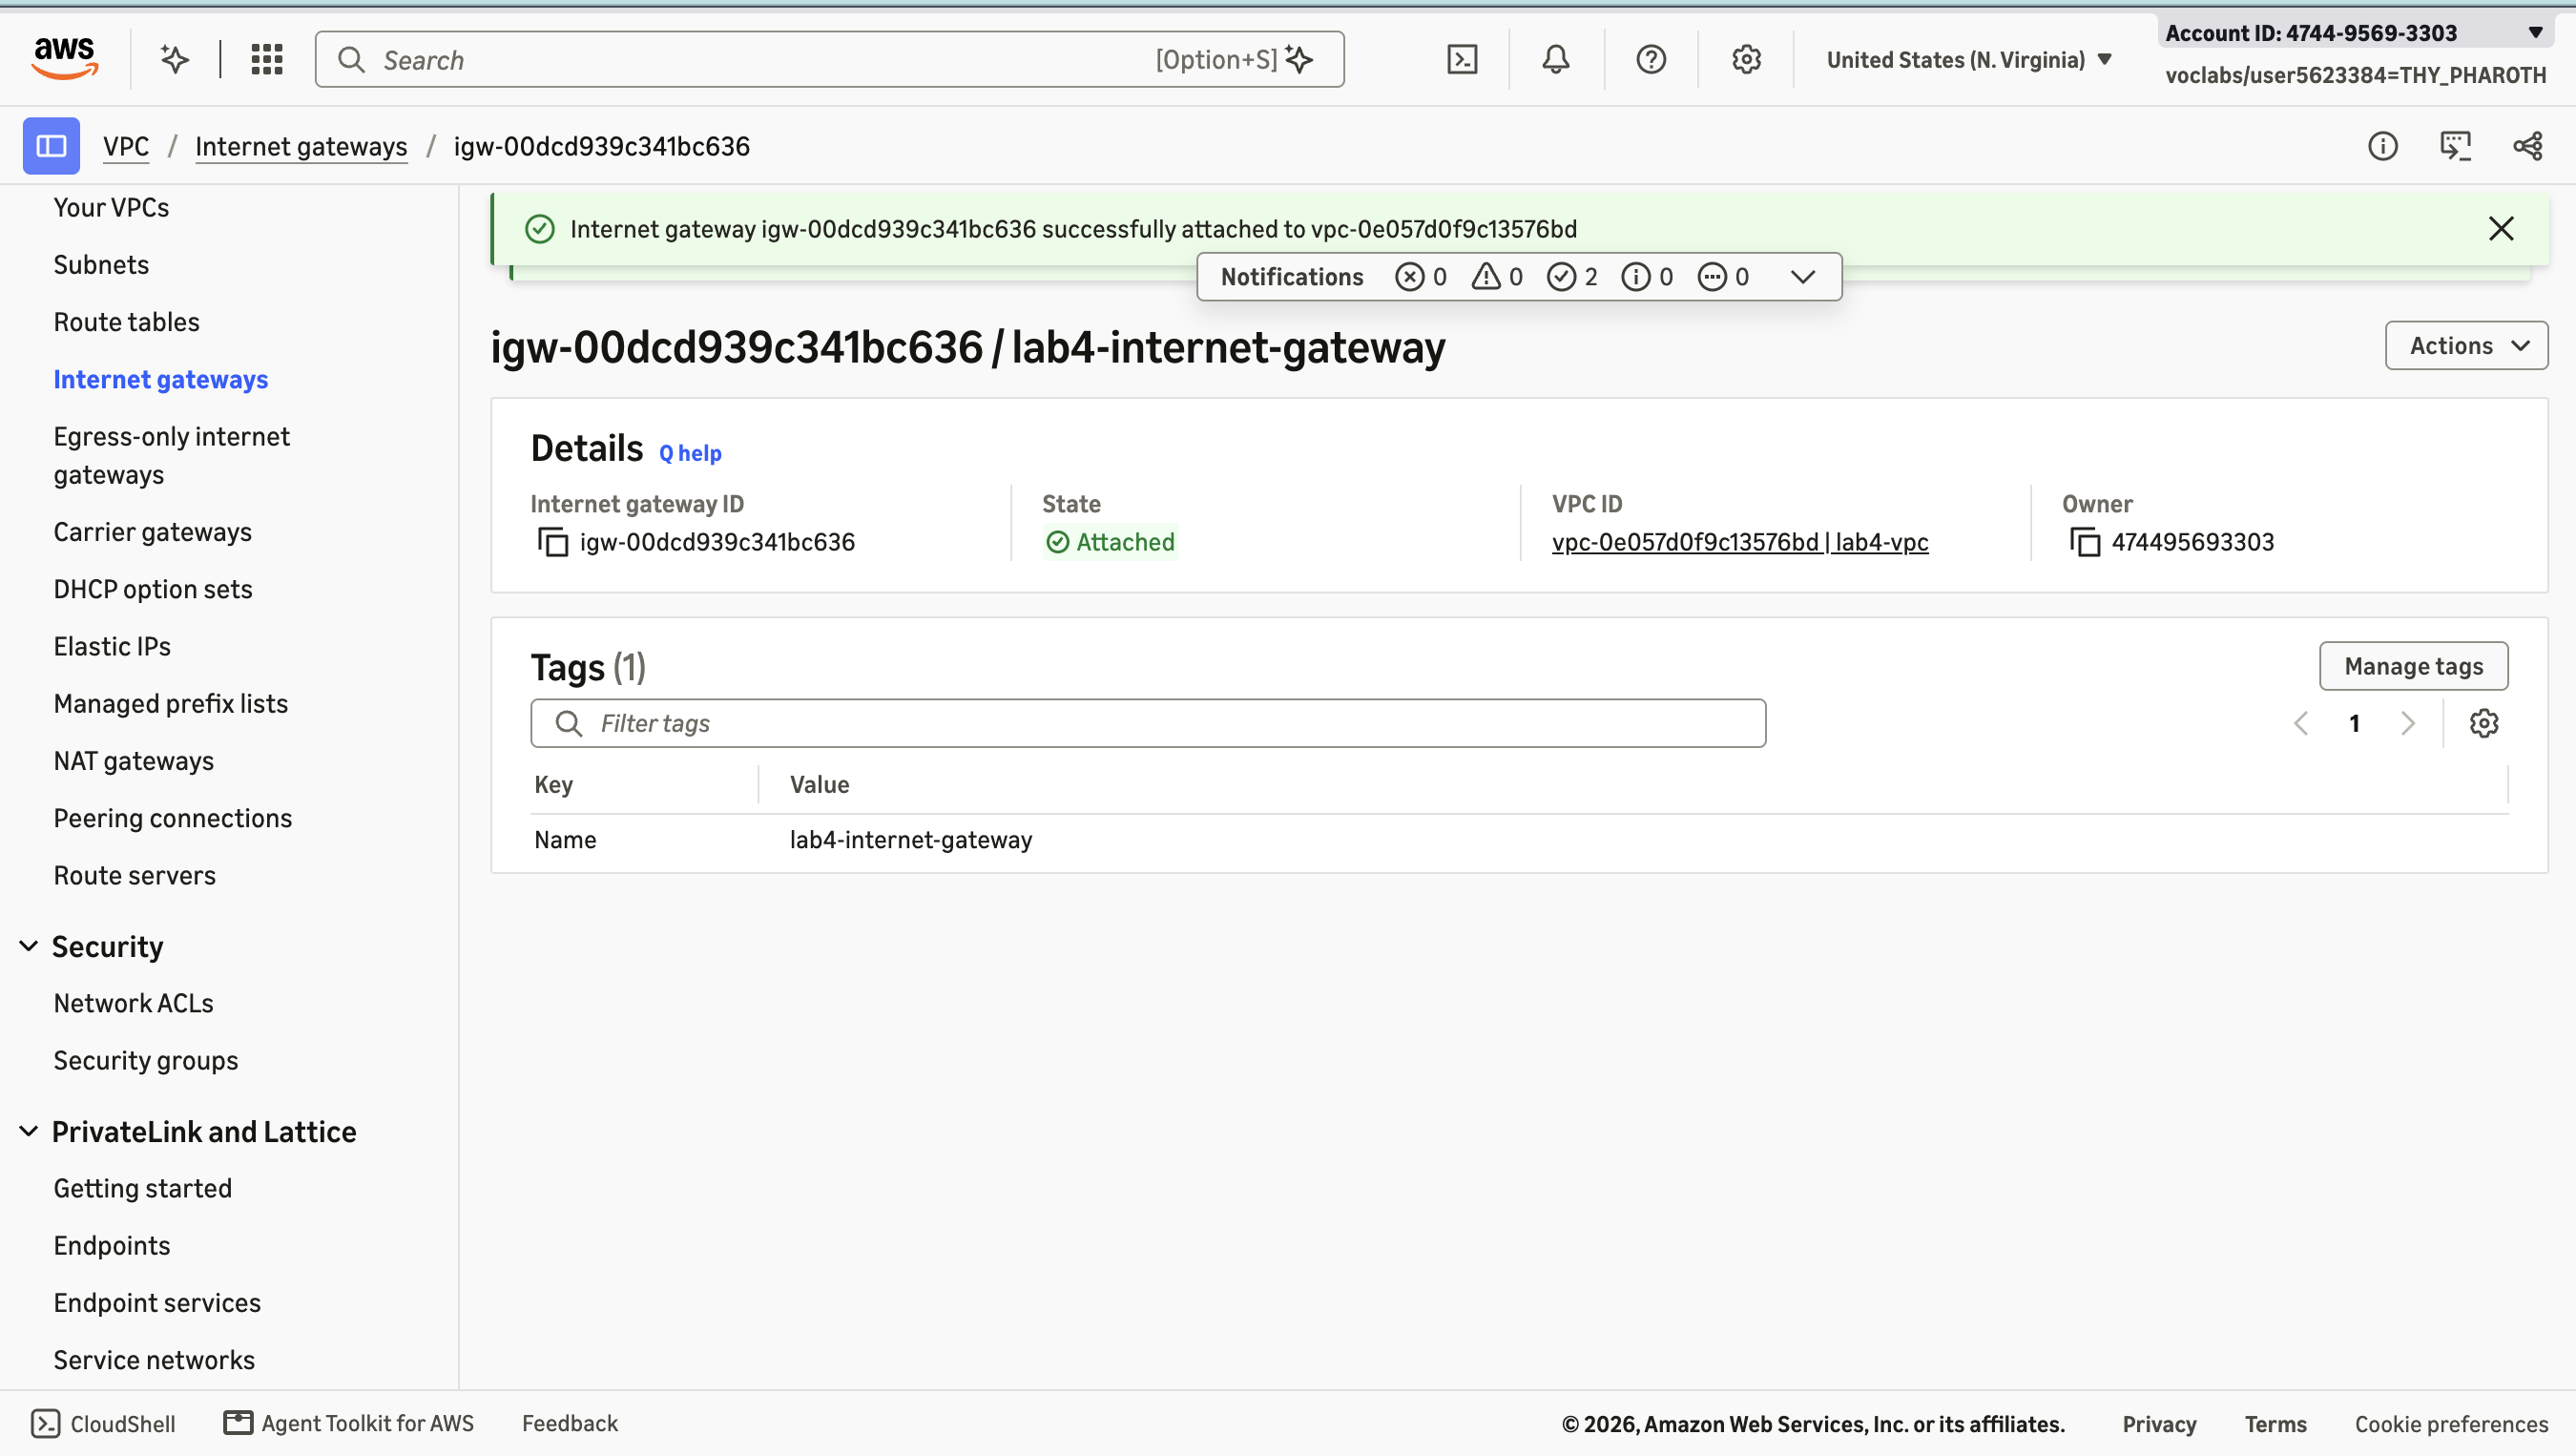 aws
Search [Option+S]
United States (N. Virginia)
Account ID: 4744-9569-3303
voclabs/user5623384=THY_PHAROTH
VPC / Internet gateways / igw-00dcd939c341bc636
Your VPCs
Subnets
Route tables
Internet gateways
Egress-only internet
gateways
Carrier gateways
DHCP option sets
Elastic IPs
Managed prefix lists
NAT gateways
Peering connections
Route servers
Security
Network ACLs
Security groups
PrivateLink and Lattice
Getting started
Endpoints
Endpoint services
Service networks
Internet gateway igw-00dcd939c341bc636 successfully attached to vpc-0e057d0f9c13576bd
Notifications 0 0 2 0 0
igw-00dcd939c341bc636 / lab4-internet-gateway
Actions
Details Q help
Internet gateway ID
igw-00dcd939c341bc636
State
Attached
VPC ID
vpc-0e057d0f9c13576bd | lab4-vpc
Owner
474495693303
Tags (1)
Manage tags
Filter tags
1
Key Value
Name lab4-internet-gateway
CloudShell
Agent Toolkit for AWS
Feedback
© 2026, Amazon Web Services, Inc. or its affiliates.
Privacy
Terms
Cookie preferences